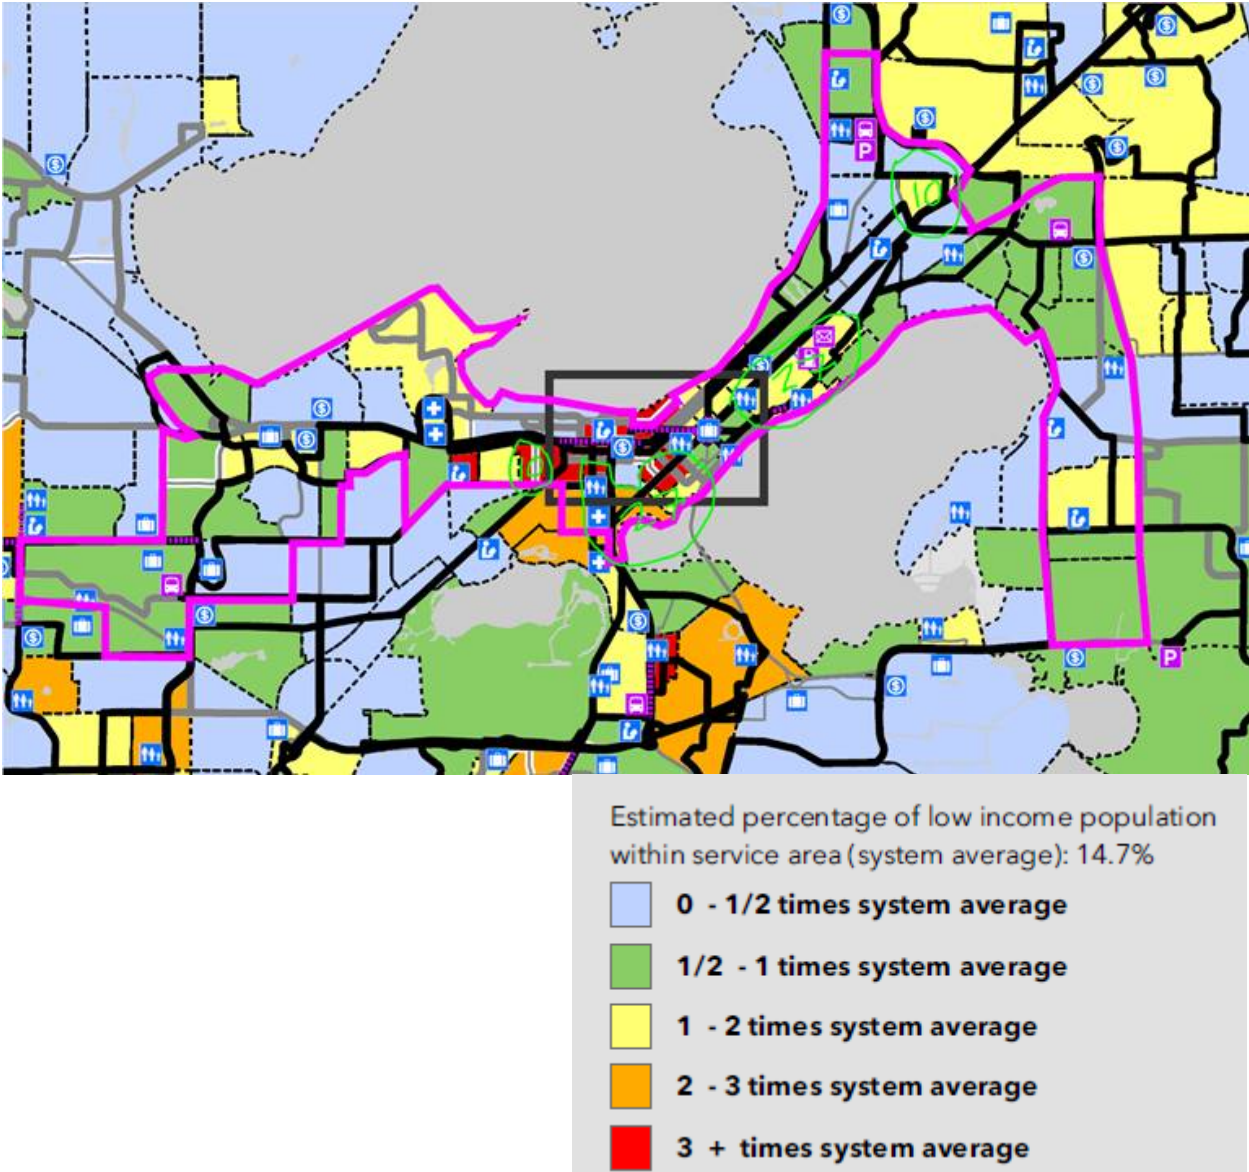 P
10
2
P
Estimated percentage of low income population
within service area (system average): 14.7%
0 - 1/2 times system average
1/2 - 1 times system average
1 - 2 times system average
2 - 3 times system average
3 + times system average